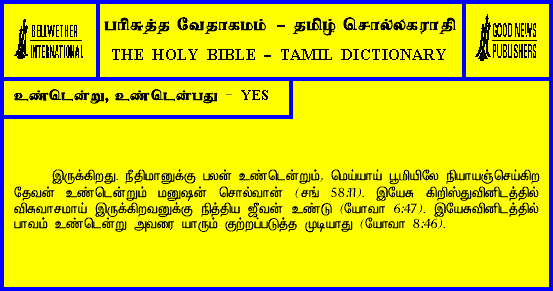 BELLWETHER
INTERNATIONAL
பரிசுத்த வேதாகமம் - தமிழ் சொல்லகராதி
THE HOLY BIBLE - TAMIL DICTIONARY
GOOD NEWS
PUBLISHERS
உண்டென்று, உண்டென்பது - YES
இருக்கிறது. நீதிமானுக்கு பலன் உண்டென்றும், மெய்யாய் பூமியிலே நியாயஞ்செய்கிற
தேவன் உண்டென்றும் மனுஷன் சொல்வான் (சங் 58:11). இயேசு கிறிஸ்துவினிடத்தில்
விசுவாசமாய் இருக்கிறவனுக்கு நித்திய ஜீவன் உண்டு (யோவா 6:47). இயேசுவினிடத்தில்
பாவம் உண்டென்று அவரை யாரும் குற்றப்படுத்த முடியாது (யோவா 8:46).